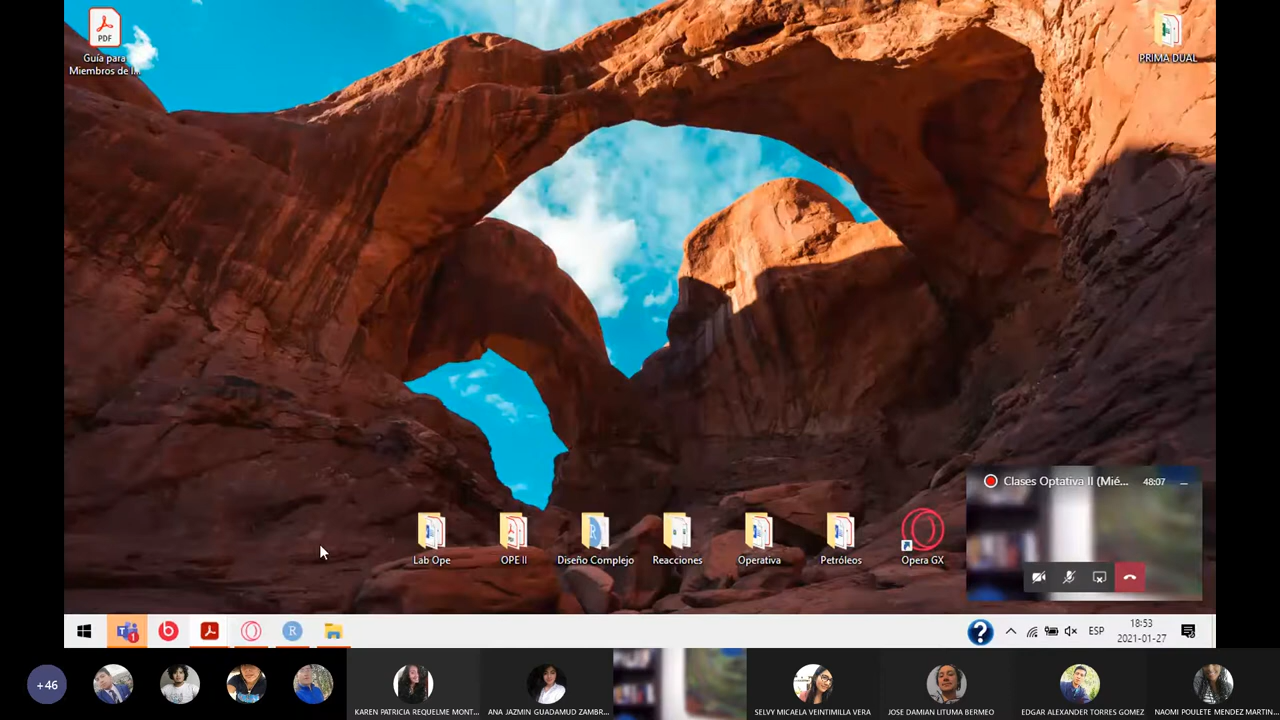 PDF
Guía para
Miembros de l...
PRIMA DUAL
Clases Optativa II (Mié...
48:07
Lab Ope
OPE II
Diseño Complejo
Reacciones
Operativa
Petróleos
Opera GX
ESP
18:53
2021-01-27
+46
KAREN PATRICIA REQUELME MONT...
ANA JAZMIN GUADAMUD ZAMBR...
SELVY MICAELA VEINTIMILLA VERA
JOSE DAMIAN LITUMA BERMEO
EDGAR ALEXANDER TORRES GOMEZ
NAOMI POULETE MENDEZ MARTIN...